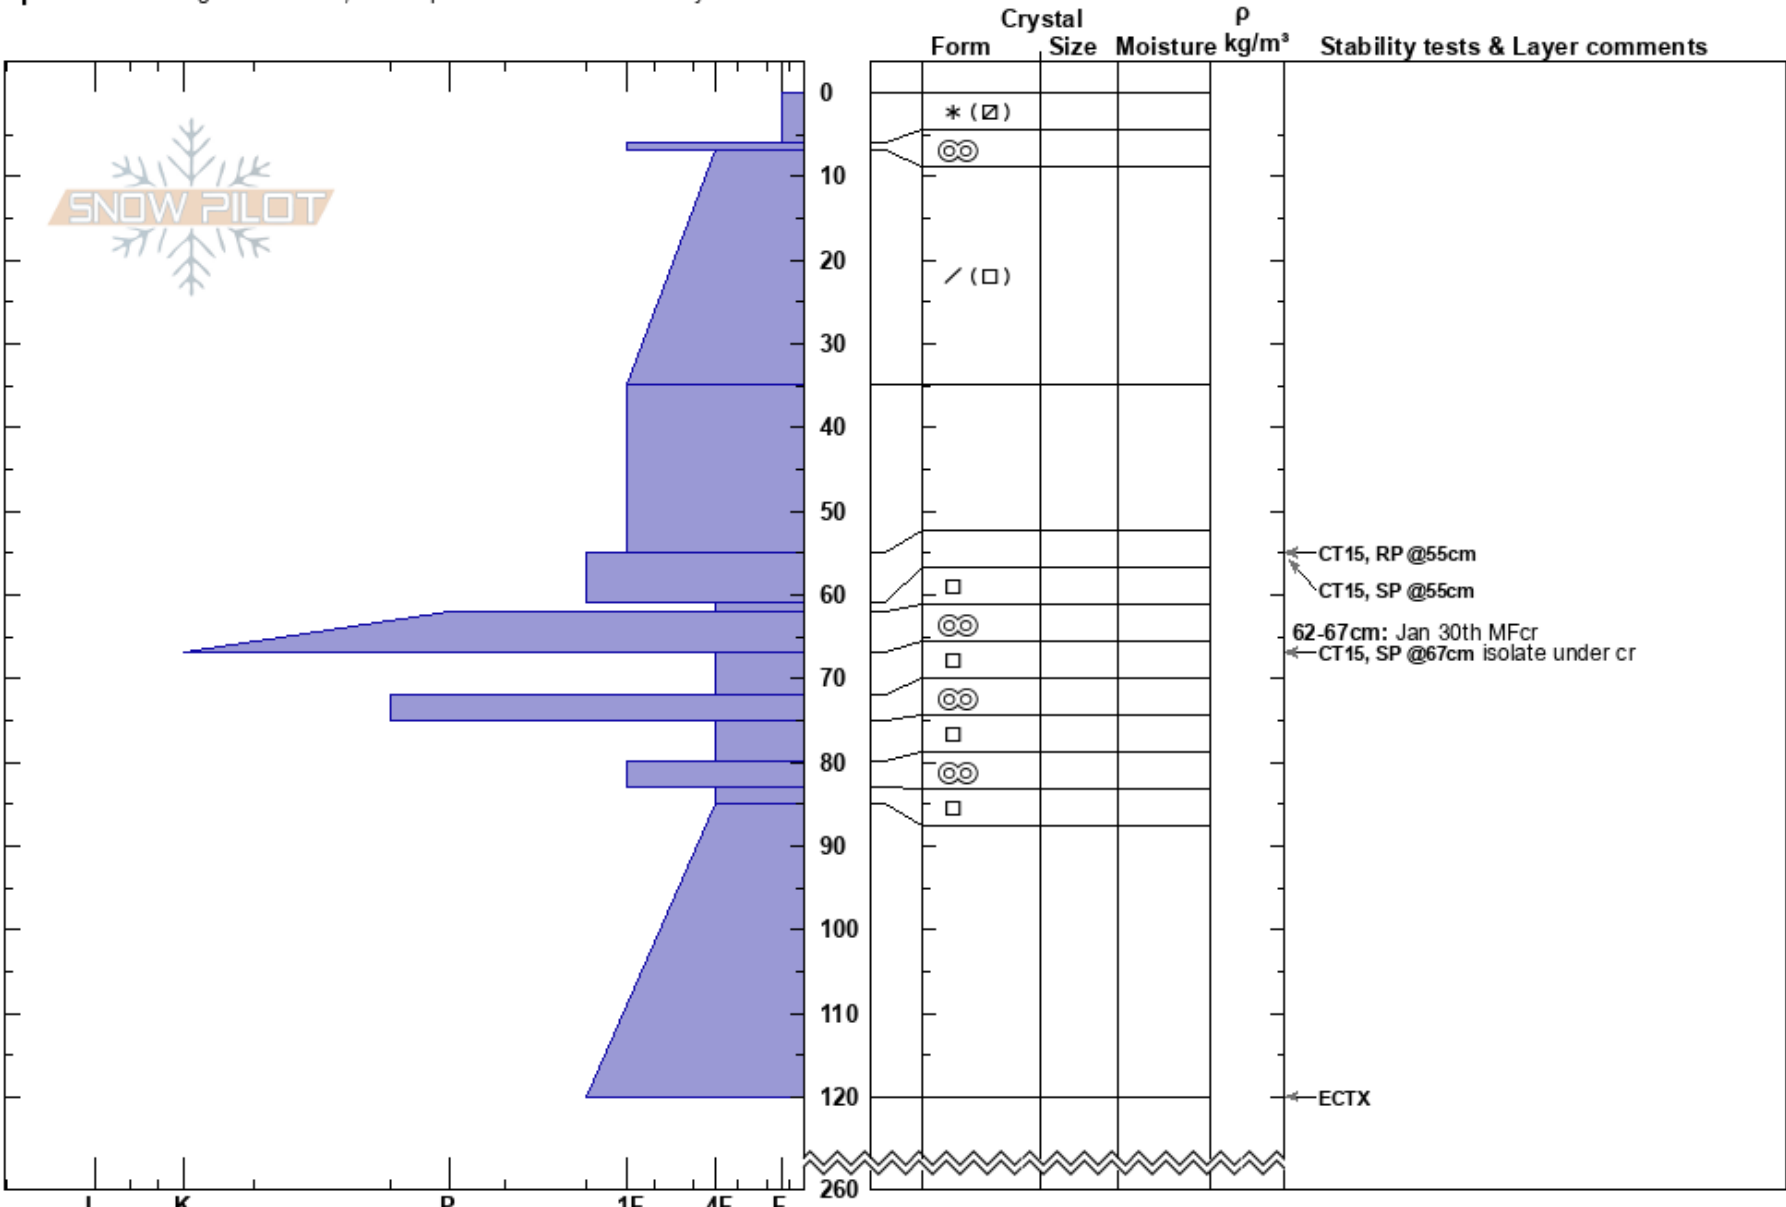 Crystal
ρ
Form Size Moisture kg/m³ Stability tests & Layer comments
0
10
SNOW PILOT
20
30
40
50
CT15, RP @55cm
CT15, SP @55cm
60
62-67cm: Jan 30th MFcr
CT15, SP @67cm isolate under cr
70
80
90
100
110
120
ECTX
260
I K P 1F 4F F